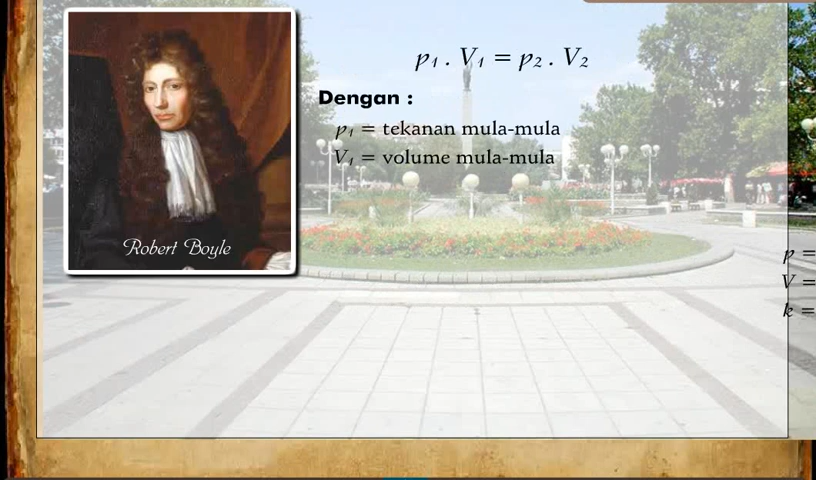 p₁ . V₁ = p₂ . V₂
Dengan :
p₁ = tekanan mula-mula
V₁ = volume mula-mula
Robert Boyle
p =
V =
k =